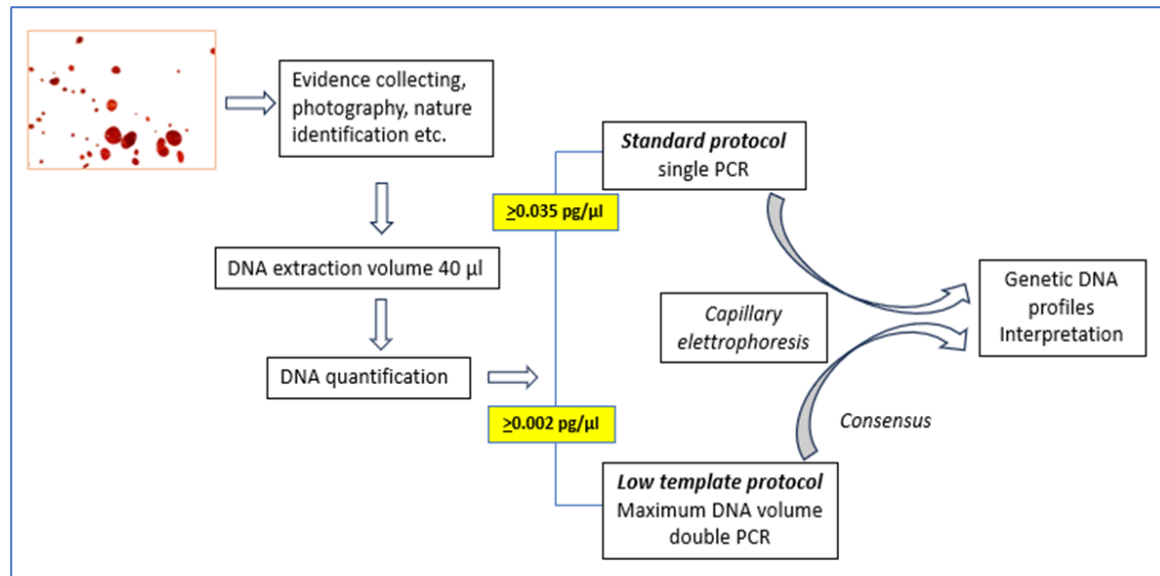 Evidence collecting,
photography, nature
identification etc.
DNA extraction volume 40 µl
DNA quantification
≥0.035 pg/µl
≥0.002 pg/µl
Standard protocol
single PCR
Low template protocol
Maximum DNA volume
double PCR
Capillary
elettrophoresis
Consensus
Genetic DNA
profiles
Interpretation